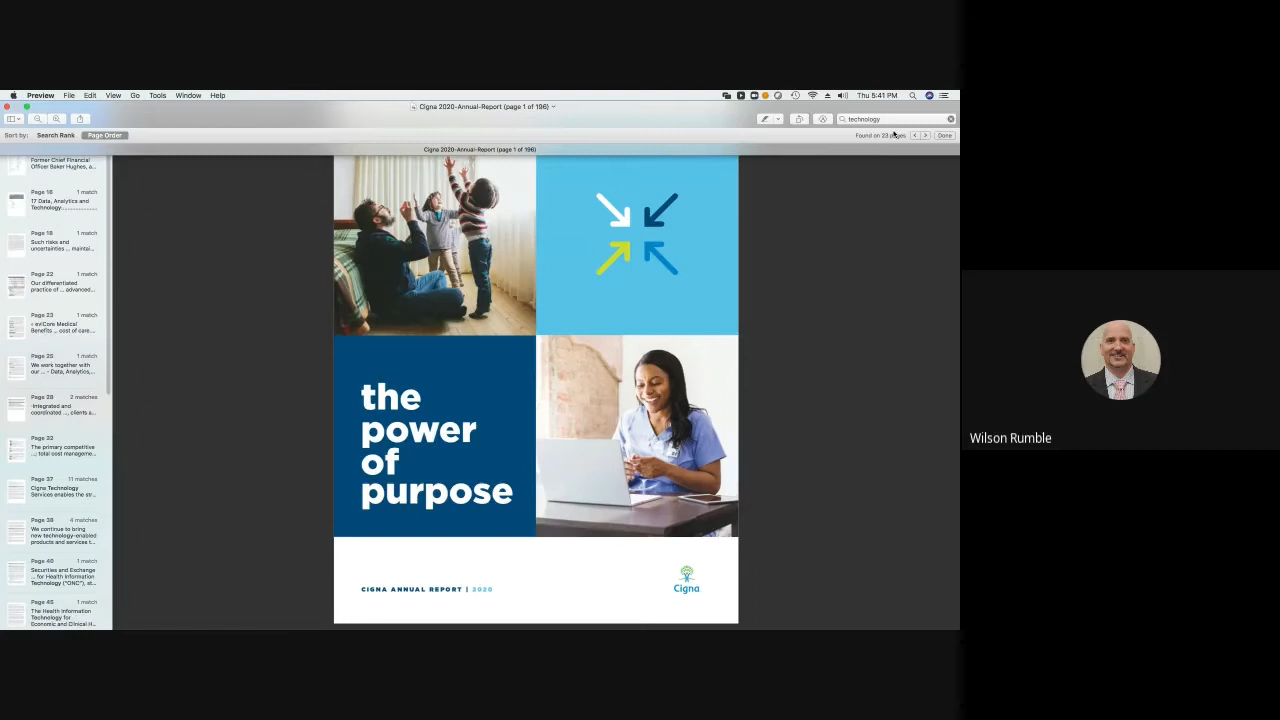 Preview File Edit View Go Tools Window Help
Thu 5:41 PM
Cigna 2020-Annual-Report (page 1 of 196)
technology
Sort by: Search Rank Page Order
Found on 23 pages
Done
Cigna 2020-Annual-Report (page 1 of 196)
Former Chief Financial
Officer Baker Hughes, a...
Page 16 1 match
17 Data, Analytics and
Technology:...................
Page 18 1 match
Such risks and
uncertainties ... maintai...
Page 22 1 match
Our differentiated
practice of ... advanced...
Page 23 1 match
eviCore Medical
Benefits ... cost of care....
Page 25 1 match
We work together with
our ... - Data, Analytics,...
Page 28 2 matches
-Integrated and
coordinated ..., clients a...
Page 32
The primary competitive
...; total cost manageme...
Page 37 11 matches
Cigna Technology
Services enables the str...
Page 38 4 matches
We continue to bring
new technology-enabled
products and services t...
Page 40 1 match
Securities and Exchange
... for Health Information
Technology ("ONC"), st...
Page 45 1 match
The Health Information
Technology for
Economic and Clinical H...
the
power
of
purpose
CIGNA ANNUAL REPORT | 2020
Cigna
Wilson Rumble